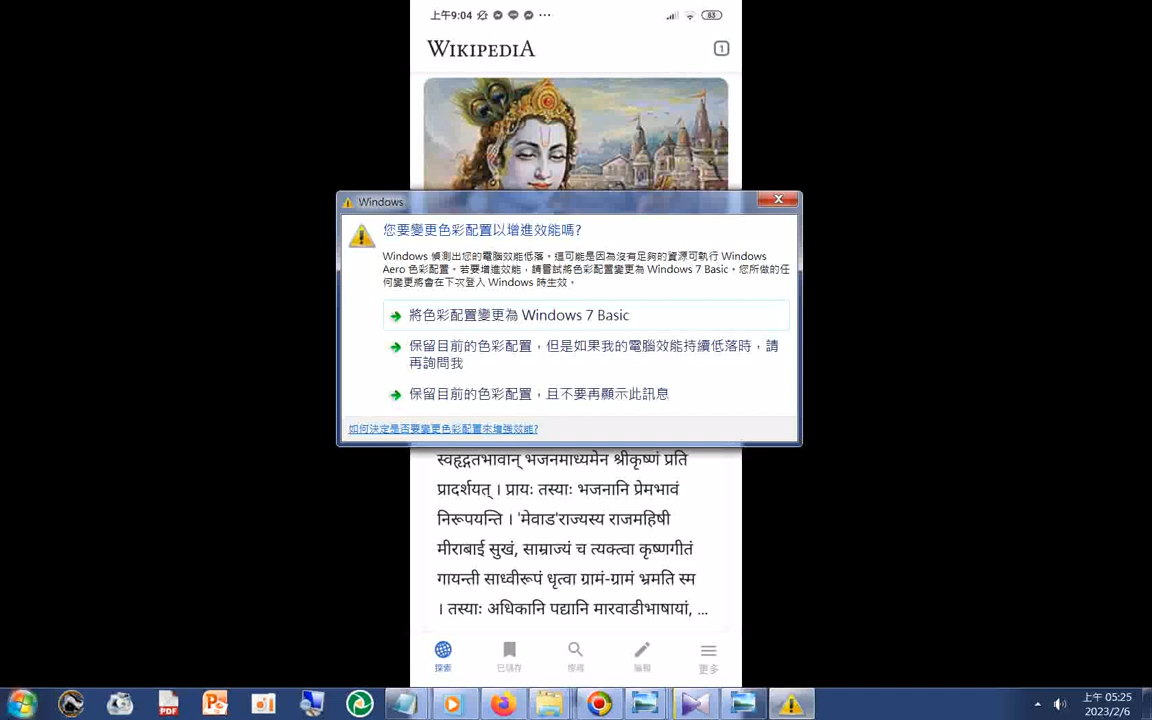 上午9:04
83
WIKIPEDIA
1
Windows
您要變更色彩配置以增進效能嗎?
Windows 偵測出您的電腦效能低落。這可能是因為沒有足夠的資源可執行 Windows
Aero 色彩配置。若要增進效能，請嘗試將色彩配置變更為 Windows 7 Basic。您所做的任
何變更將會在下次登入 Windows 時生效。
將色彩配置變更為 Windows 7 Basic
保留目前的色彩配置，但是如果我的電腦效能持續低落時，請
再詢問我
保留目前的色彩配置，且不要再顯示此訊息
如何決定是否要變更色彩配置來增強效能?
स्वहृद्गतभावान् भजनमाध्यमेन श्रीकृष्णं प्रति
प्रादर्शयत् । प्रायः तस्याः भजनानि प्रेमभावं
निरूपयन्ति । 'मेवाड'राज्यस्य राजमहिषी
मीराबाई सुखं, साम्राज्यं च त्यक्त्वा कृष्णगीतं
गायन्ती साध्वीरूपं धृत्वा ग्रामं-ग्रामं भ्रमति स्म
। तस्याः अधिकानि पद्यानि मारवाडीभाषायां, ...
探索 已儲存 搜尋 編輯 更多
PDF
上午 05:25
2023/2/6